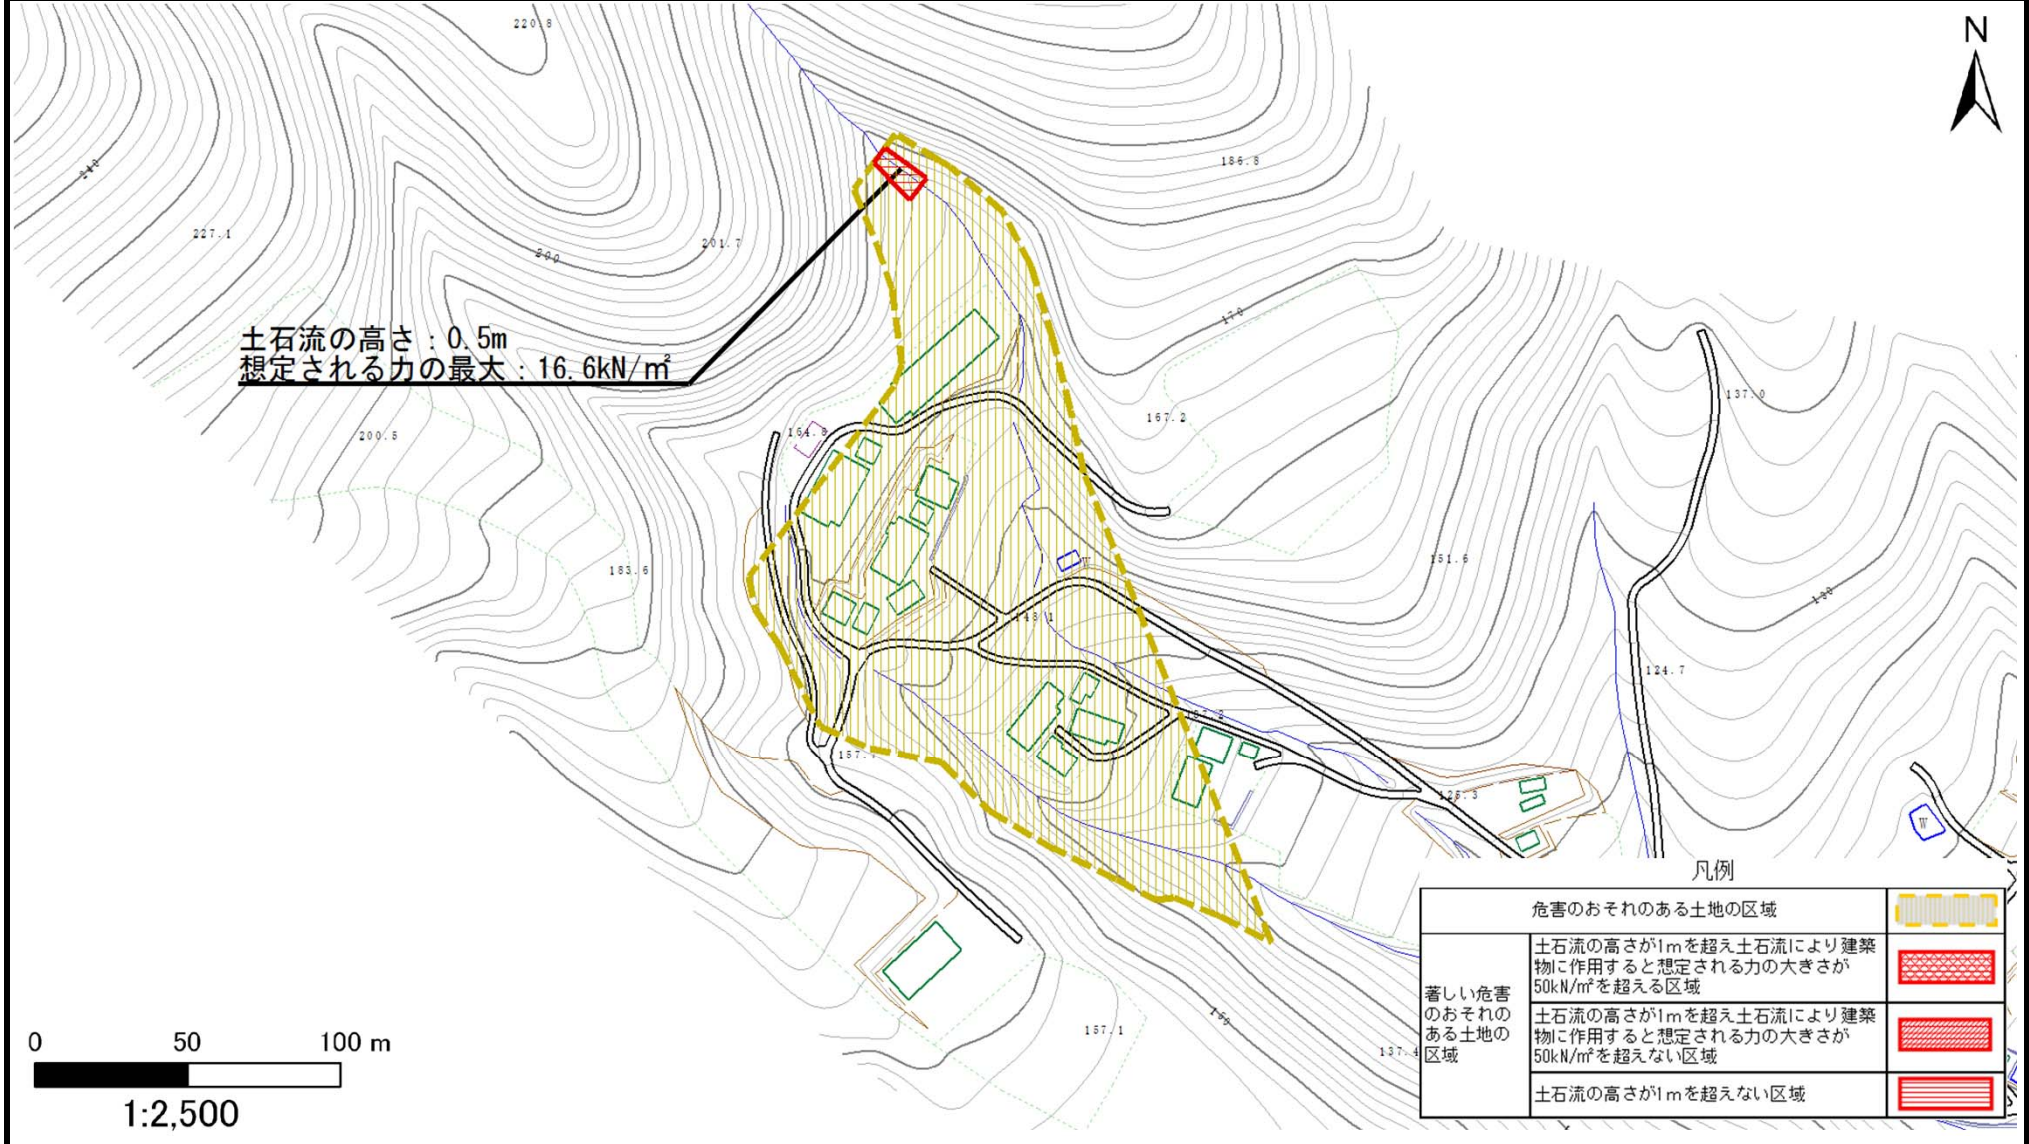 220.8
N
186.8
240
227.1
201.7
200
170
土石流の高さ：0.5m
想定される力の最大：16.6kN/㎡
137.0
167.2
164.8
200.5
151.6
183.6
W
130
148.1
124.7
137.2
157.7
125.3
W
凡例
危害のおそれのある土地の区域
著しい危害
のおそれの
ある土地の
区域
土石流の高さが1ｍを超え土石流により建築
物に作用すると想定される力の大きさが
50kN/㎡を超える区域
土石流の高さが1ｍを超え土石流により建築
物に作用すると想定される力の大きさが
50kN/㎡を超えない区域
土石流の高さが1ｍを超えない区域
157.1
137.4
0 50 100 m
1:2,500